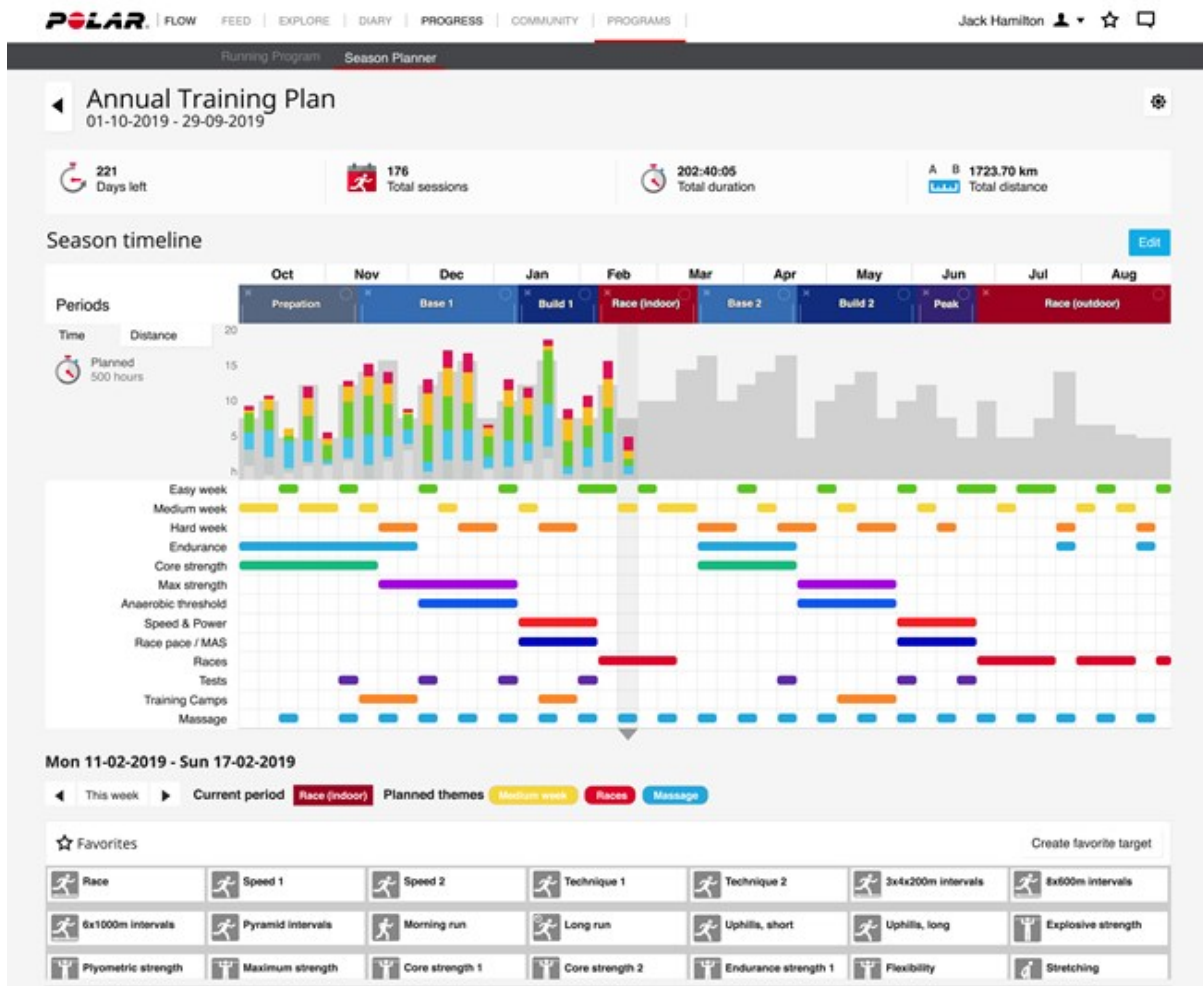 POLAR. FLOW FEED EXPLORE DIARY PROGRESS COMMUNITY PROGRAMS Jack Hamilton
Running Program Season Planner
Annual Training Plan
01-10-2019 - 29-09-2019
221 176 202:40:05 A B 1723.70 km
Days left Total sessions Total duration Total distance
Season timeline Edit
Oct Nov Dec Jan Feb Mar Apr May Jun Jul Aug
Periods Prepation Base 1 Build 1 Race (indoor) Base 2 Build 2 Peak Race (outdoor)
Time Distance 20
Planned 15
500 hours
10
5
h
Easy week
Medium week
Hard week
Endurance
Core strength
Max strength
Anaerobic threshold
Speed & Power
Race pace / MAS
Races
Tests
Training Camps
Massage
Mon 11-02-2019 - Sun 17-02-2019
This week Current period Race (indoor) Planned themes Medium week Races Massage
Favorites Create favorite target
Race Speed 1 Speed 2 Technique 1 Technique 2 3x4x200m intervals 8x600m intervals
6x1000m intervals Pyramid intervals Morning run Long run Uphills, short Uphills, long Explosive strength
Plyometric strength Maximum strength Core strength 1 Core strength 2 Endurance strength 1 Flexibility Stretching